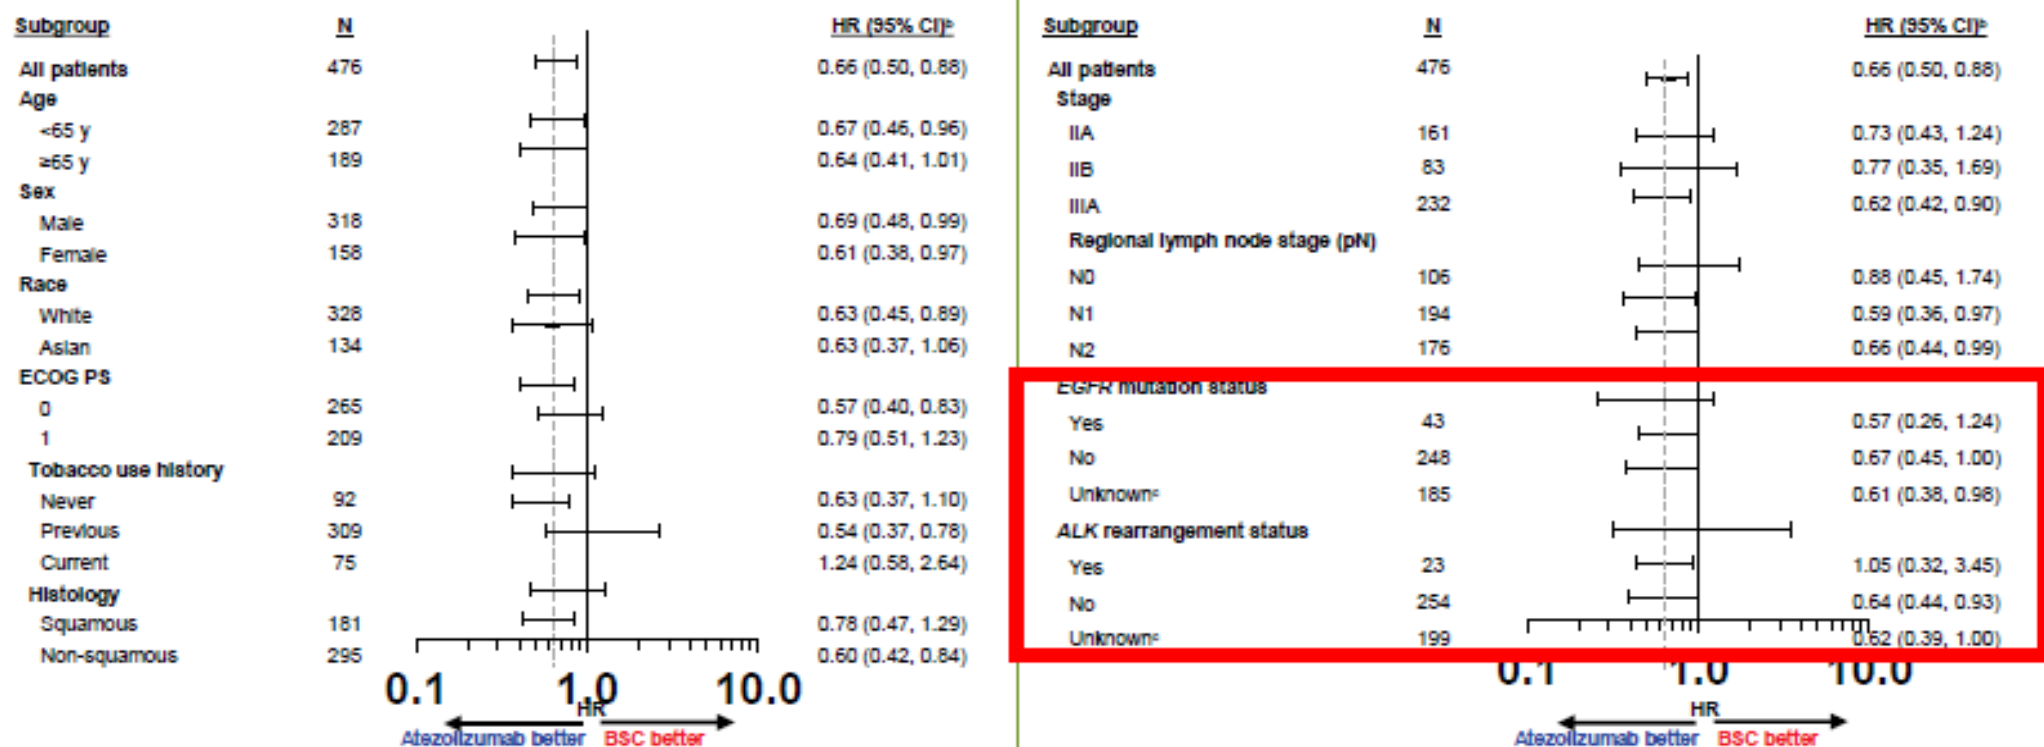 Subgroup N HR (95% CI)ᵇ
All patients 476 0.66 (0.50, 0.88)
Age
<65 y 287 0.67 (0.46, 0.96)
≥65 y 189 0.64 (0.41, 1.01)
Sex
Male 318 0.69 (0.48, 0.99)
Female 158 0.61 (0.38, 0.97)
Race
White 328 0.63 (0.45, 0.89)
Asian 134 0.63 (0.37, 1.06)
ECOG PS
0 265 0.57 (0.40, 0.83)
1 209 0.79 (0.51, 1.23)
Tobacco use history
Never 92 0.63 (0.37, 1.10)
Previous 309 0.54 (0.37, 0.78)
Current 75 1.24 (0.58, 2.64)
Histology
Squamous 181 0.78 (0.47, 1.29)
Non-squamous 295 0.60 (0.42, 0.84)
0.1 1.0 10.0
HR
Atezolizumab better BSC better
Subgroup N HR (95% CI)ᵇ
All patients 476 0.66 (0.50, 0.88)
Stage
IIA 161 0.73 (0.43, 1.24)
IIB 83 0.77 (0.35, 1.69)
IIIA 232 0.62 (0.42, 0.90)
Regional lymph node stage (pN)
N0 106 0.88 (0.45, 1.74)
N1 194 0.59 (0.36, 0.97)
N2 176 0.66 (0.44, 0.99)
EGFR mutation status
Yes 43 0.57 (0.26, 1.24)
No 248 0.67 (0.45, 1.00)
Unknownᶜ 185 0.61 (0.38, 0.98)
ALK rearrangement status
Yes 23 1.05 (0.32, 3.45)
No 254 0.64 (0.44, 0.93)
Unknownᶜ 199 0.62 (0.39, 1.00)
0.1 1.0 10.0
HR
Atezolizumab better BSC better